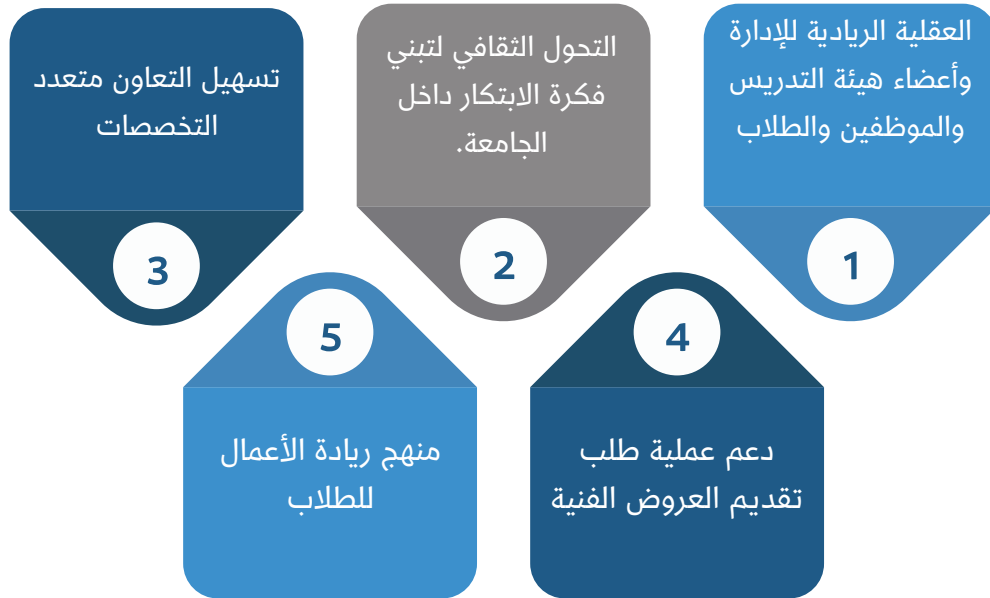 العقلية الريادية للإدارة
وأعضاء هيئة التدريس
والموظفين والطلاب
1
التحول الثقافي لتبني
فكرة الابتكار داخل
الجامعة.
2
تسهيل التعاون متعدد
التخصصات
3
4
دعم عملية طلب
تقديم العروض الفنية
5
منهج ريادة الأعمال
للطلاب